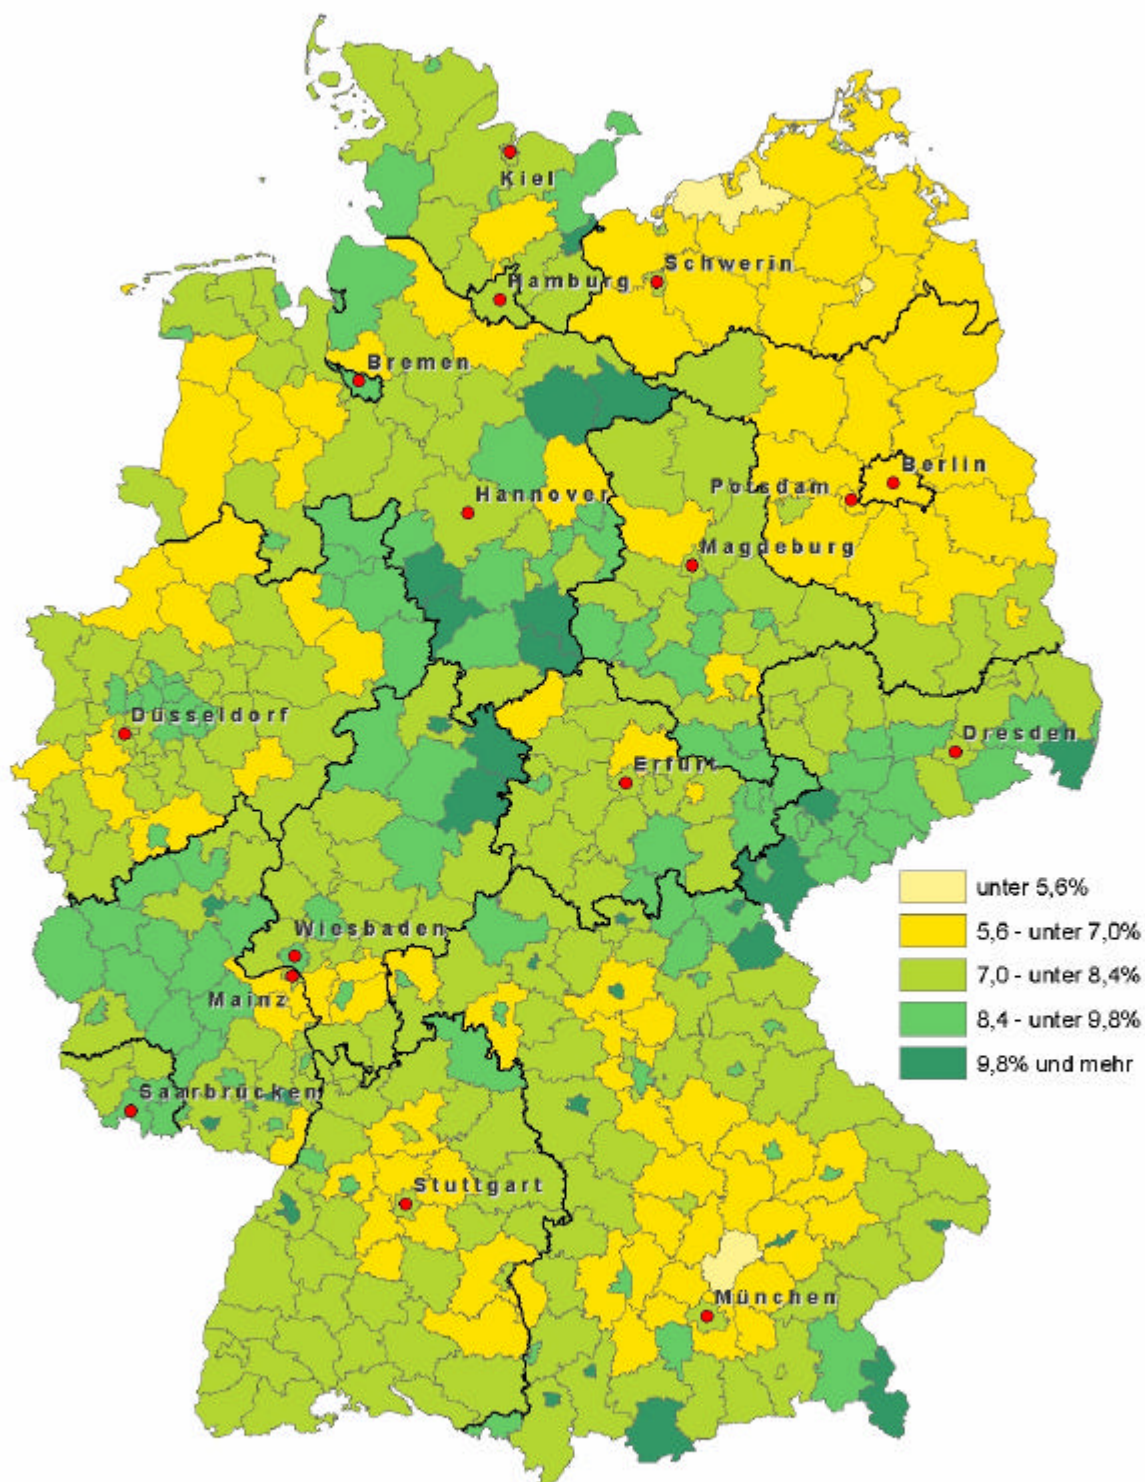 Kiel
Schwerin
Hamburg
Bremen
Berlin
Potsdam
Hannover
Magdeburg
Düsseldorf
Dresden
Erfurt
unter 5,6%
5,6 - unter 7,0%
7,0 - unter 8,4%
8,4 - unter 9,8%
9,8% und mehr
Wiesbaden
Mainz
Saarbrücken
Stuttgart
München